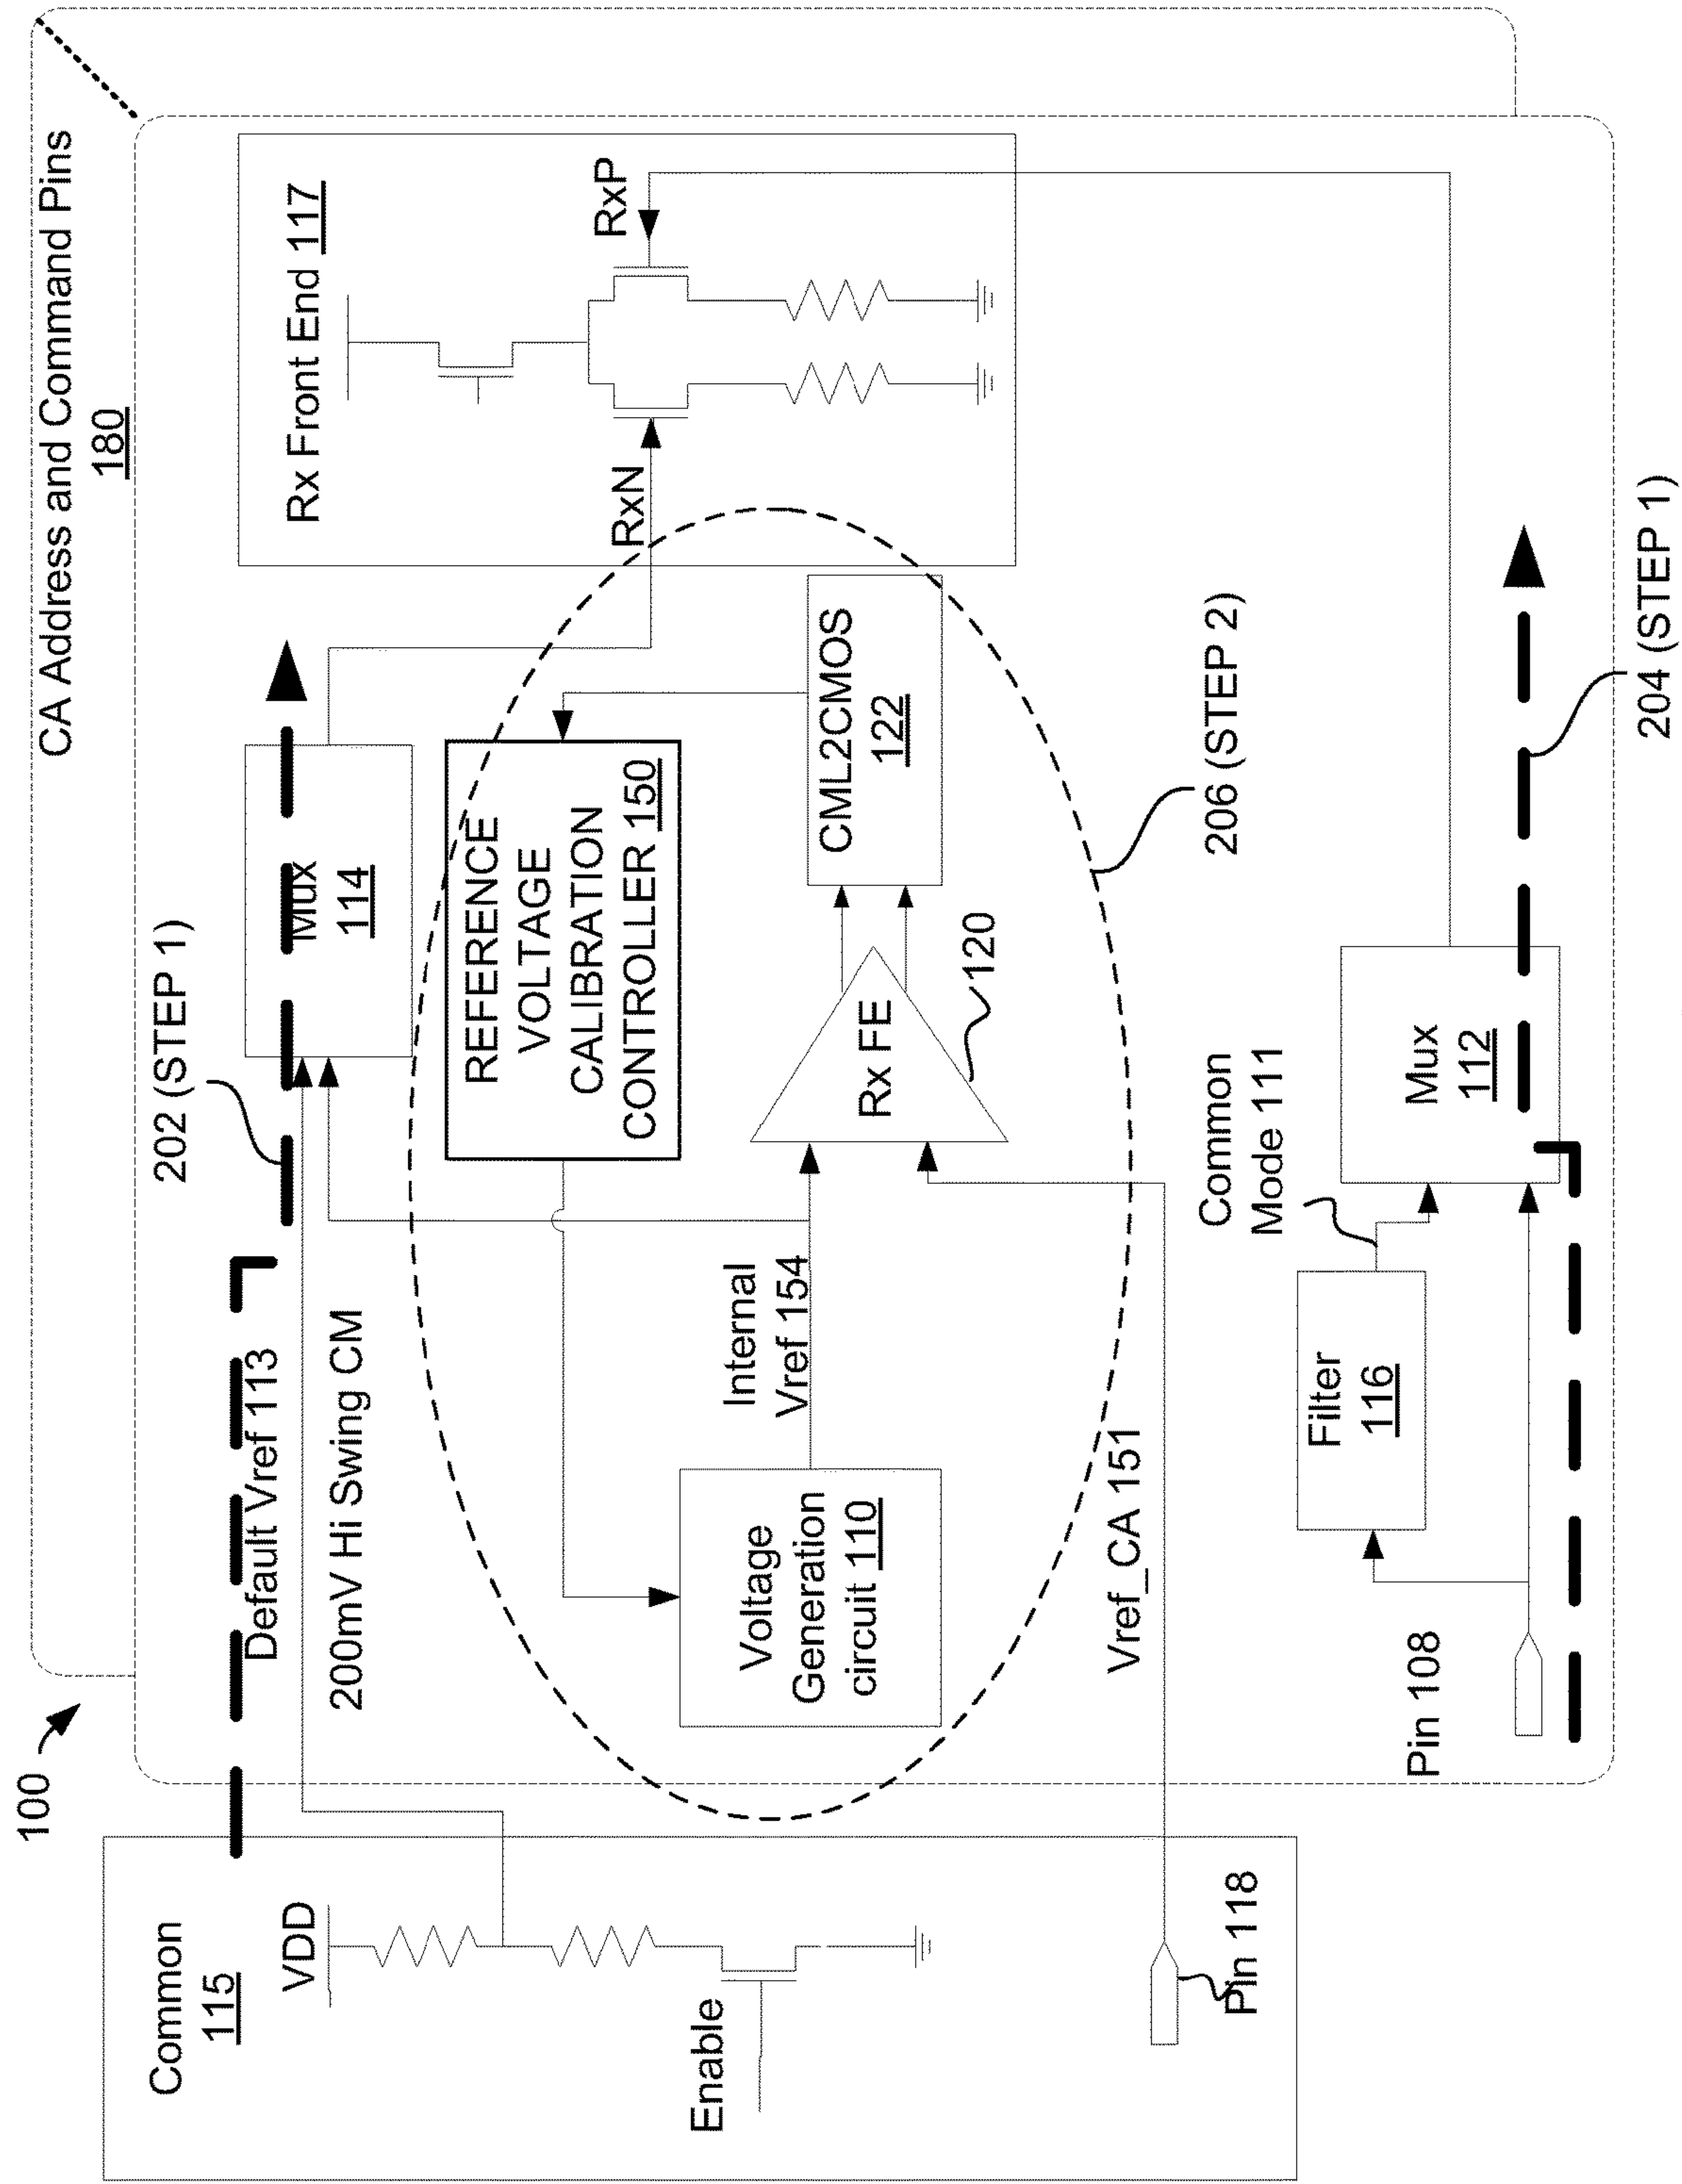 CA Address and Command Pins
180
100
Common
115
VDD
Enable
Pin 118
Default Vref 113
200mV Hi Swing CM
202 (STEP 1)
Mux
114
Rx Front End 117
RxN
RxP
REFERENCE
VOLTAGE
CALIBRATION
CONTROLLER 150
Voltage
Generation
circuit 110
Internal
Vref 154
Rx FE
120
CML2CMOS
122
Vref_CA 151
206 (STEP 2)
Common
Mode 111
Filter
116
Mux
112
Pin 108
204 (STEP 1)